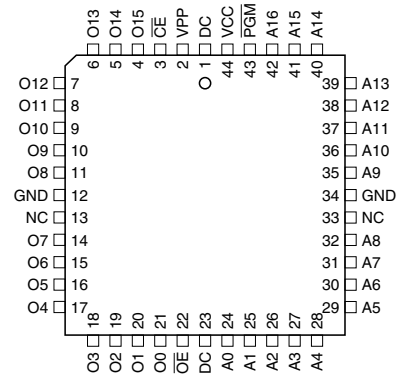 O13 O14 O15 C̅E̅ VPP DC VCC P̅G̅M̅ A16 A15 A14
6 5 4 3 2 1 44 43 42 41 40
O12 7 39 A13
O11 8 38 A12
O10 9 37 A11
O9 10 36 A10
O8 11 35 A9
GND 12 34 GND
NC 13 33 NC
O7 14 32 A8
O6 15 31 A7
O5 16 30 A6
O4 17 29 A5
18 19 20 21 22 23 24 25 26 27 28
O3 O2 O1 O0 O̅E̅ DC A0 A1 A2 A3 A4